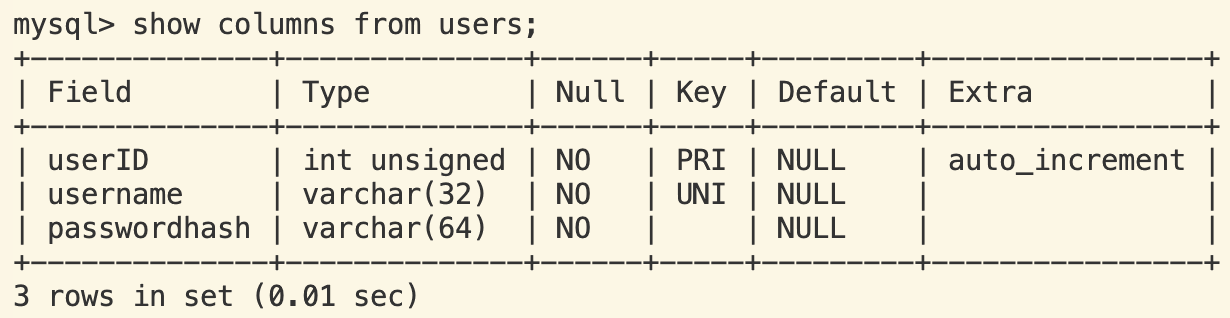 mysql> show columns from users;
+--------------+--------------+------+-----+---------+----------------+
| Field        | Type         | Null | Key | Default | Extra          |
+--------------+--------------+------+-----+---------+----------------+
| userID       | int unsigned | NO   | PRI | NULL    | auto_increment |
| username     | varchar(32)  | NO   | UNI | NULL    |                |
| passwordhash | varchar(64)  | NO   |     | NULL    |                |
+--------------+--------------+------+-----+---------+----------------+
3 rows in set (0.01 sec)